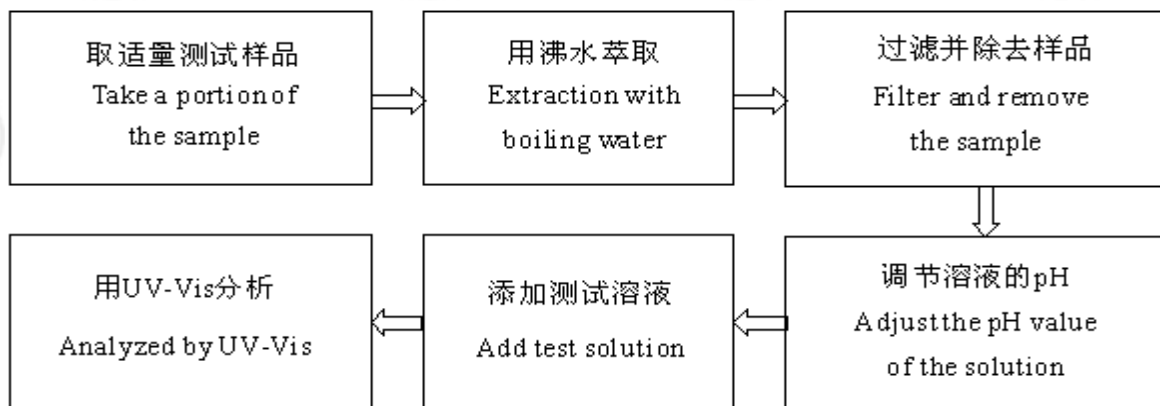 取适量测试样品
Take a portion of
the sample
用沸水萃取
Extraction with
boiling water
过滤并除去样品
Filter and remove
the sample
调节溶液的pH
Adjust the pH value
of the solution
添加测试溶液
Add test solution
用UV-Vis分析
Analyzed by UV-Vis